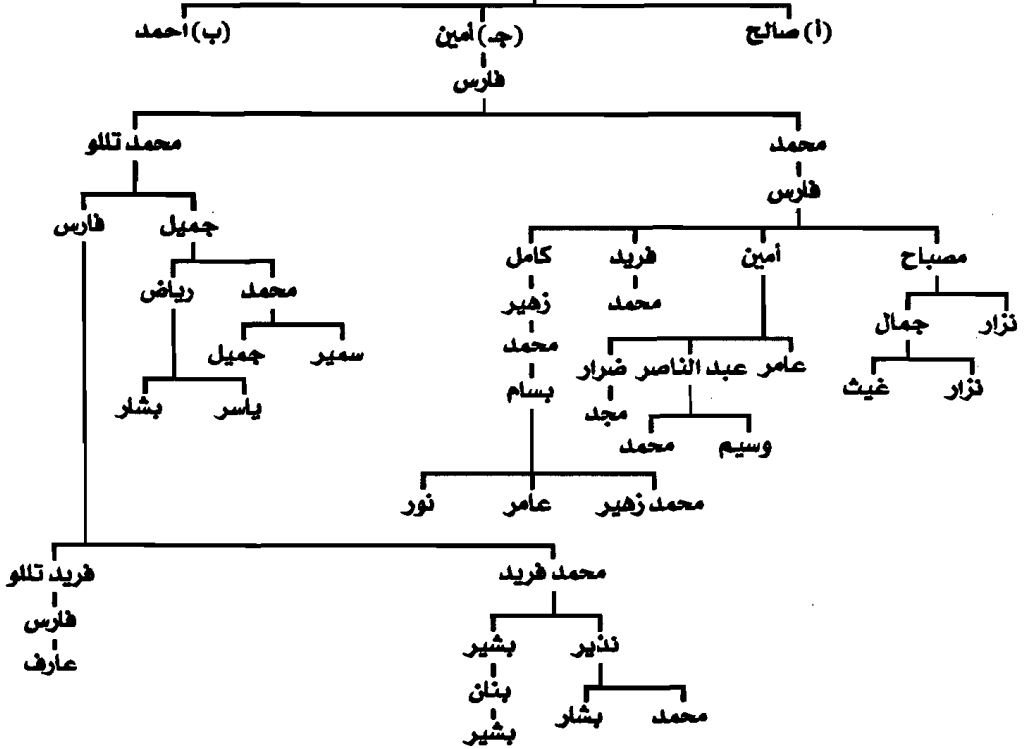 (أ) صالح (جـ) أمين (ب) احمد
فارس
محمد محمد تللو
فارس
جميل فارس
مصباح أمين فريد كامل
محمد رياض
محمد زهير
نزار جمال
محمد
سمير جميل
عامر عبد الناصر ضرار
نزار غيث
بسام
ياسر بشار
مجد
وسيم محمد
محمد زهير عامر نور
محمد فريد فريد تللو
فارس
نذير بشير
عارف
بنان
محمد بشار
بشير